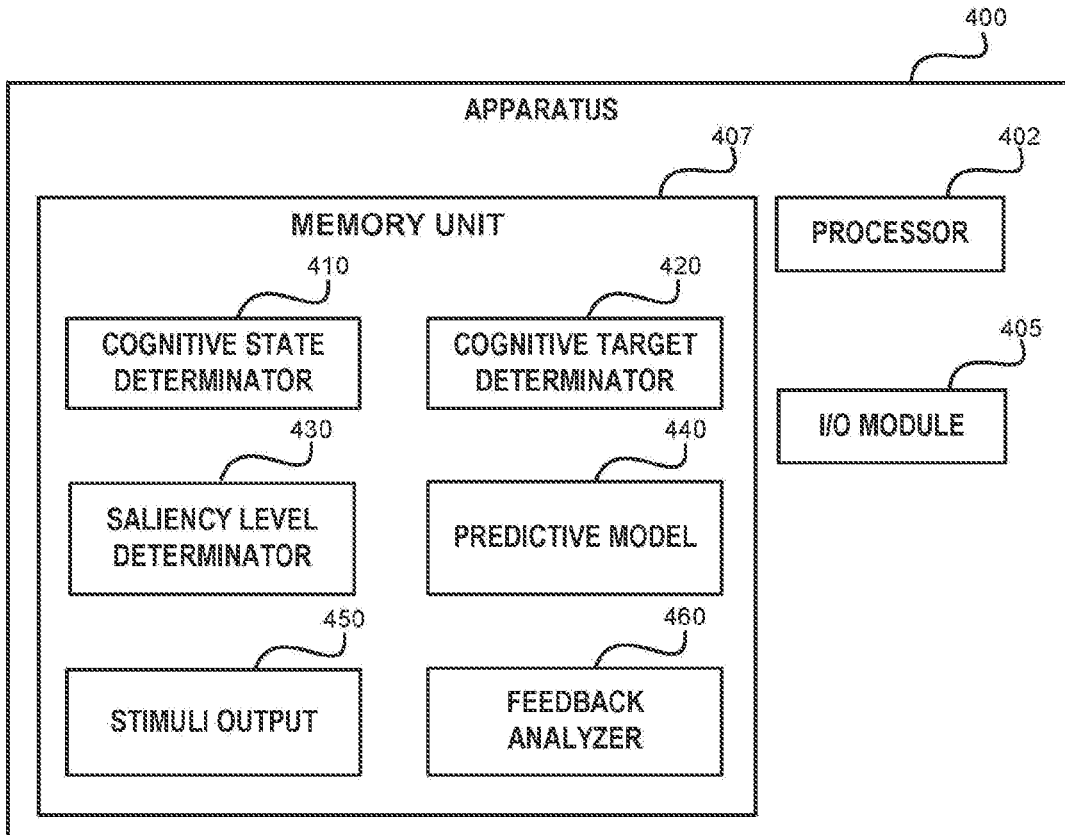 400
APPARATUS
407
402
MEMORY UNIT
PROCESSOR
410
420
COGNITIVE STATE
DETERMINATOR
COGNITIVE TARGET
DETERMINATOR
405
I/O MODULE
430
440
SALIENCY LEVEL
DETERMINATOR
PREDICTIVE MODEL
450
460
STIMULI OUTPUT
FEEDBACK
ANALYZER